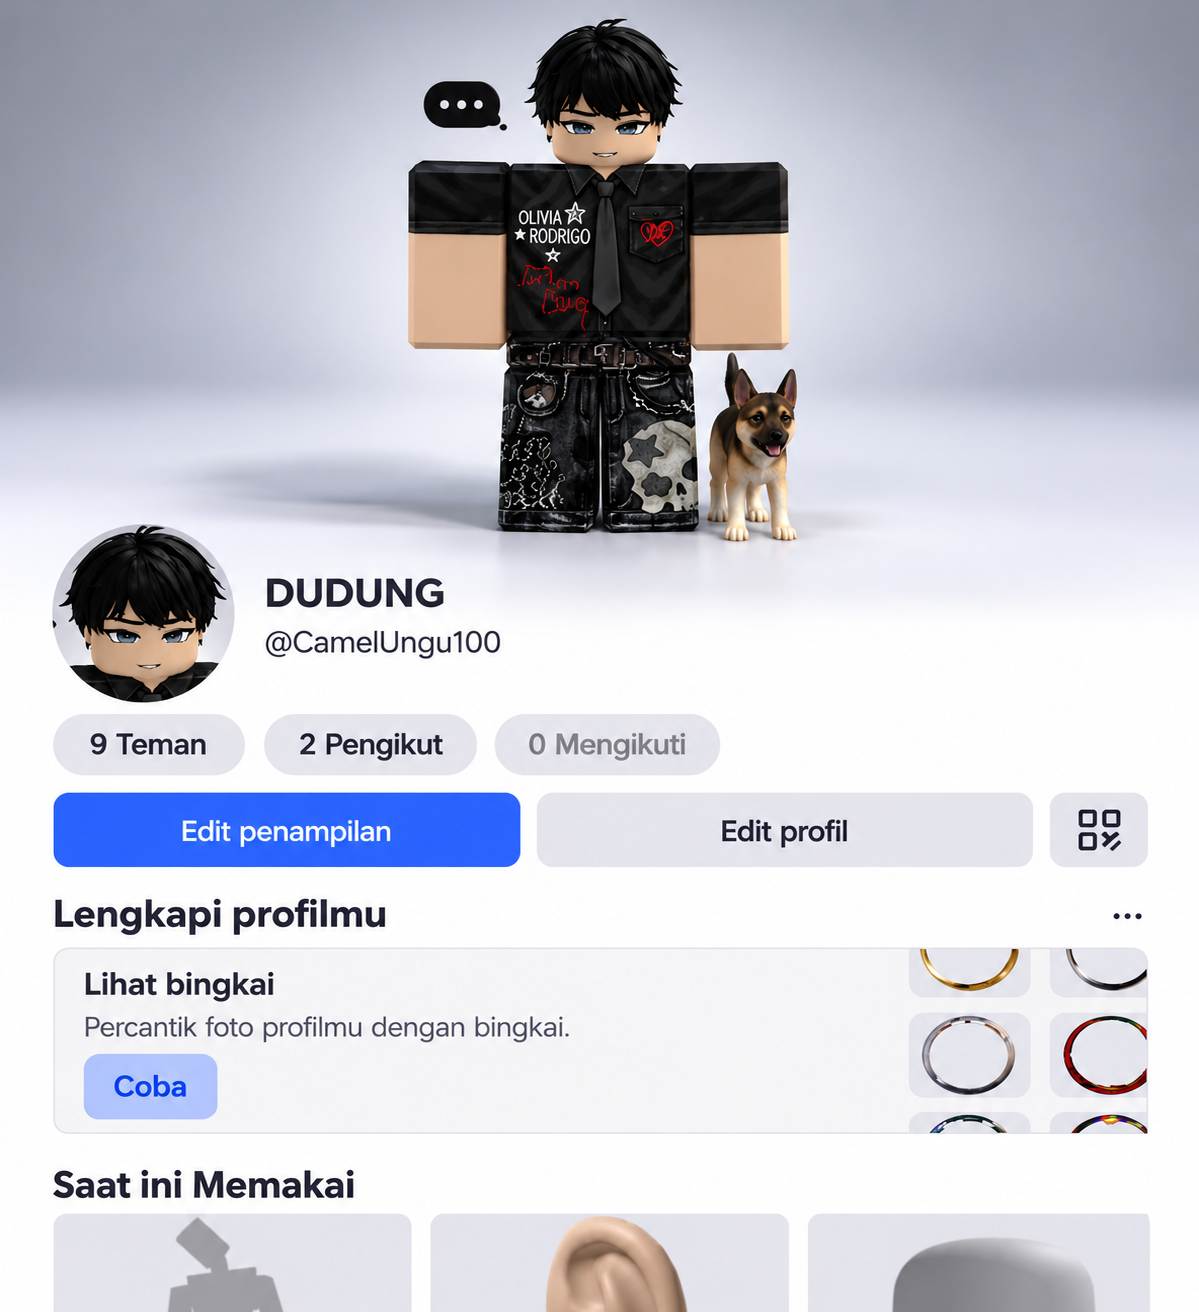 OLIVIA
RODRIGO
DUDUNG
@CamelUngu100
9 Teman
2 Pengikut
0 Mengikuti
Edit penampilan
Edit profil
Lengkapi profilmu
Lihat bingkai
Percantik foto profilmu dengan bingkai.
Coba
Saat ini Memakai